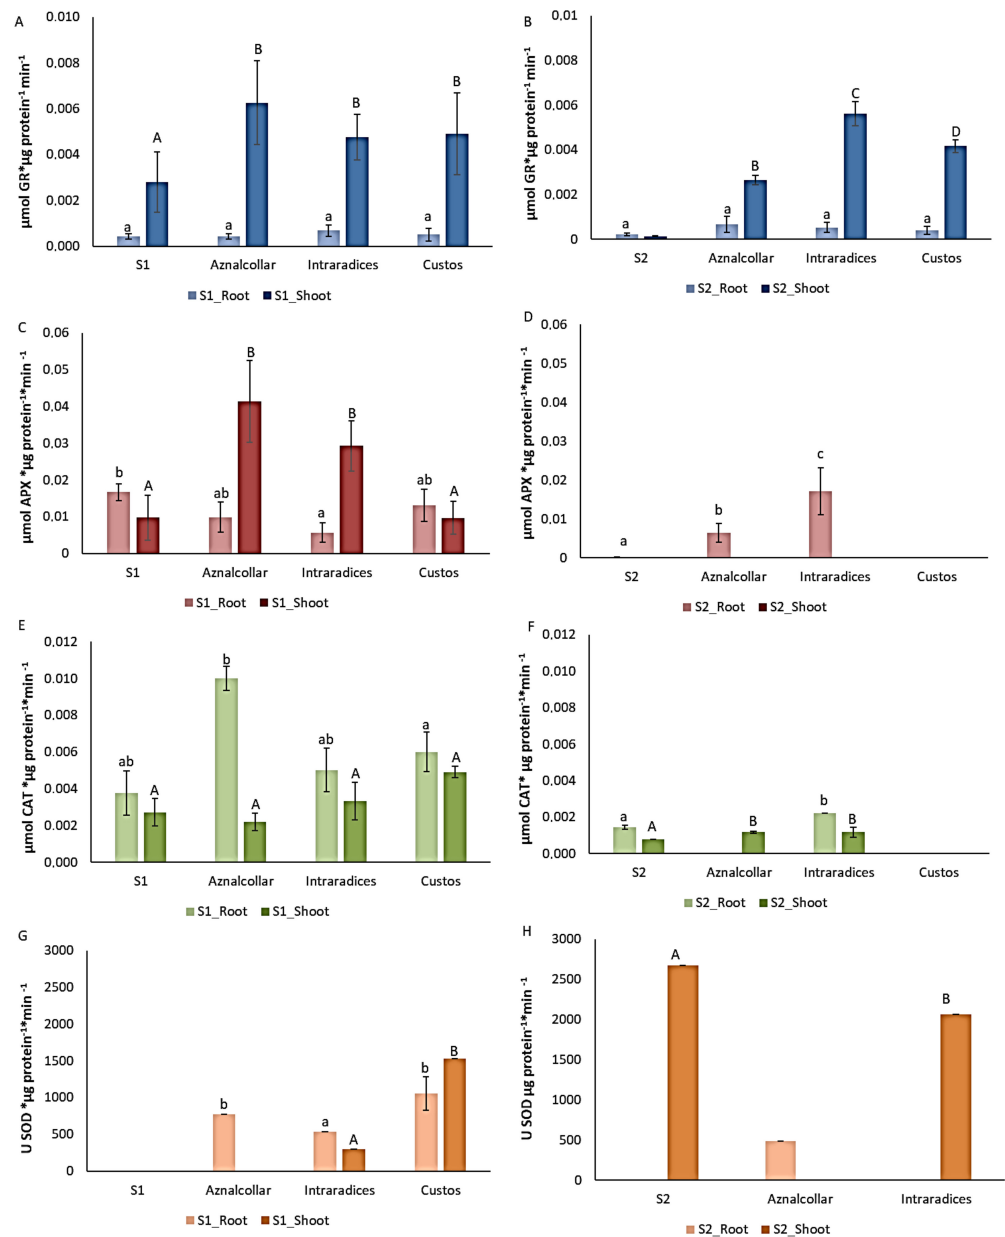 A
μmol GR*μg protein⁻¹ min⁻¹
0,010
0,008
0,006
0,004
0,002
0,000
a
A
a
B
a
B
a
B
S1
Aznalcollar
Intraradices
Custos
S1_Root
S1_Shoot
B
μmol GR*μg protein⁻¹ min⁻¹
0,01
0,008
0,006
0,004
0,002
0
a
a
B
a
C
a
D
S2
Aznalcollar
Intraradices
Custos
S2_Root
S2_Shoot
C
μmol APX *μg protein⁻¹*min ⁻¹
0,06
0,05
0,04
0,03
0,02
0,01
0
b
A
ab
B
a
B
ab
A
S1
Aznalcollar
Intraradices
Custos
S1_Root
S1_Shoot
D
μmol APX *μg protein⁻¹*min ⁻¹
0,06
0,05
0,04
0,03
0,02
0,01
0
a
b
c
S2
Aznalcollar
Intraradices
Custos
S2_Root
S2_Shoot
E
μmol CAT *μg protein⁻¹*min ⁻¹
0,012
0,010
0,008
0,006
0,004
0,002
0,000
ab
A
b
A
ab
A
a
A
S1
Aznalcollar
Intraradices
Custos
S1_Root
S1_Shoot
F
μmol CAT* μg protein⁻¹*min ⁻¹
0,012
0,010
0,008
0,006
0,004
0,002
0,000
a
A
B
b
B
S2
Aznalcollar
Intraradices
Custos
S2_Root
S2_Shoot
G
U SOD *μg protein⁻¹*min ⁻¹
3000
2500
2000
1500
1000
500
0
b
a
A
b
B
S1
Aznalcollar
Intraradices
Custos
S1_Root
S1_Shoot
H
U SOD μg protein⁻¹*min ⁻¹
3000
2500
2000
1500
1000
500
0
A
B
S2
Aznalcollar
Intraradices
S2_Root
S2_Shoot